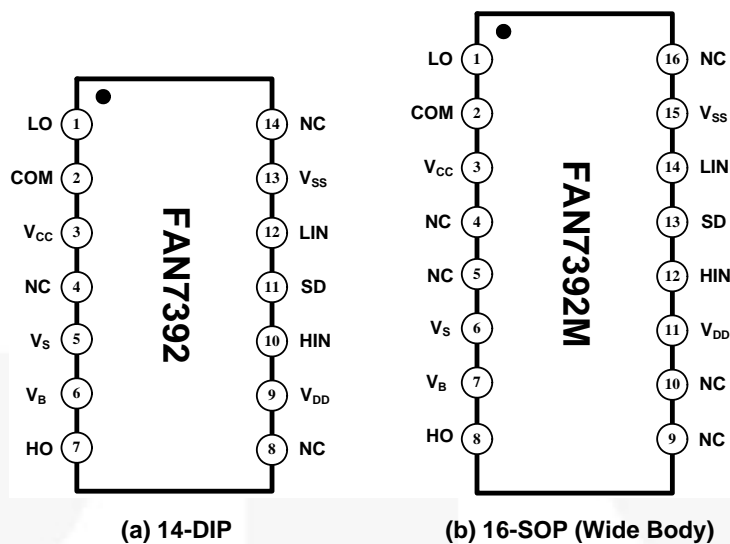 LO 1 14 NC
COM 2 13 VSS
VCC 3 12 LIN
NC 4 11 SD
VS 5 10 HIN
VB 6 9 VDD
HO 7 8 NC
FAN7392
(a) 14-DIP
LO 1 16 NC
COM 2 15 VSS
VCC 3 14 LIN
NC 4 13 SD
NC 5 12 HIN
VS 6 11 VDD
VB 7 10 NC
HO 8 9 NC
FAN7392M
(b) 16-SOP (Wide Body)